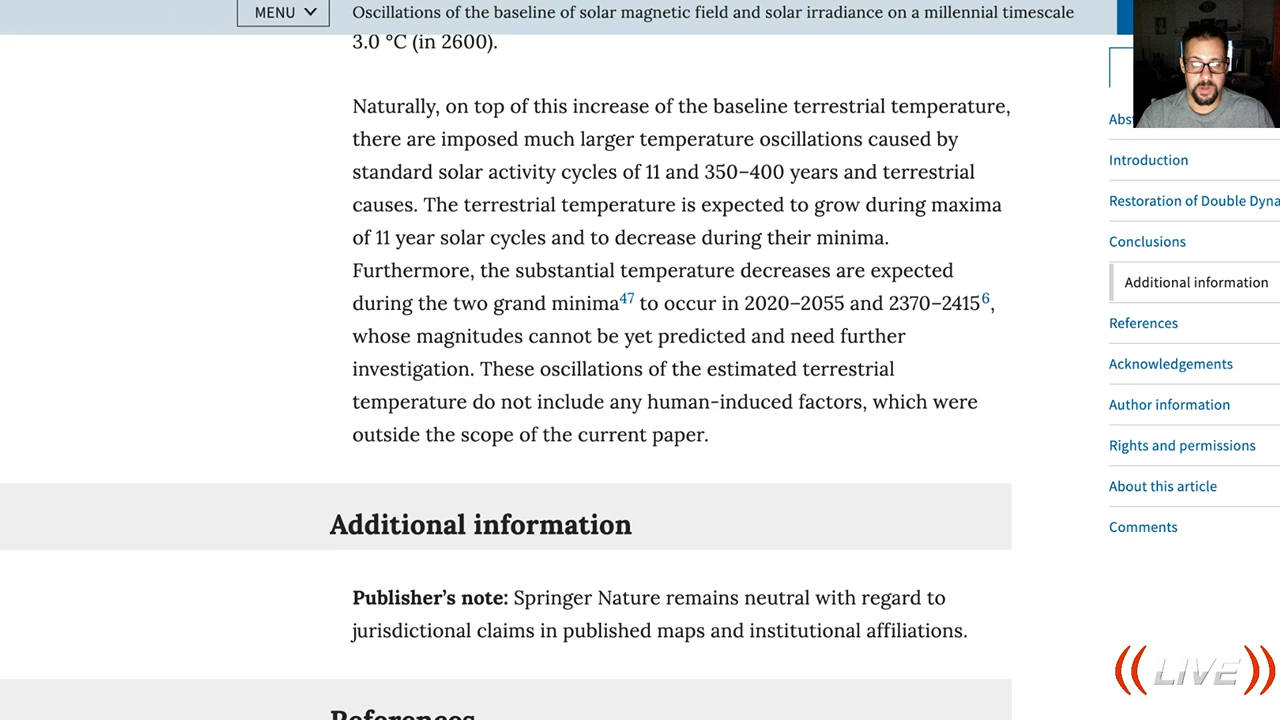 MENU
Oscillations of the baseline of solar magnetic field and solar irradiance on a millennial timescale
3.0 °C (in 2600).
Naturally, on top of this increase of the baseline terrestrial temperature,
there are imposed much larger temperature oscillations caused by
standard solar activity cycles of 11 and 350–400 years and terrestrial
causes. The terrestrial temperature is expected to grow during maxima
of 11 year solar cycles and to decrease during their minima.
Furthermore, the substantial temperature decreases are expected
during the two grand minima47 to occur in 2020–2055 and 2370–24156,
whose magnitudes cannot be yet predicted and need further
investigation. These oscillations of the estimated terrestrial
temperature do not include any human-induced factors, which were
outside the scope of the current paper.
Additional information
Publisher’s note: Springer Nature remains neutral with regard to
jurisdictional claims in published maps and institutional affiliations.
References
Introduction
Restoration of Double Dyna
Conclusions
Additional information
References
Acknowledgements
Author information
Rights and permissions
About this article
Comments
LIVE